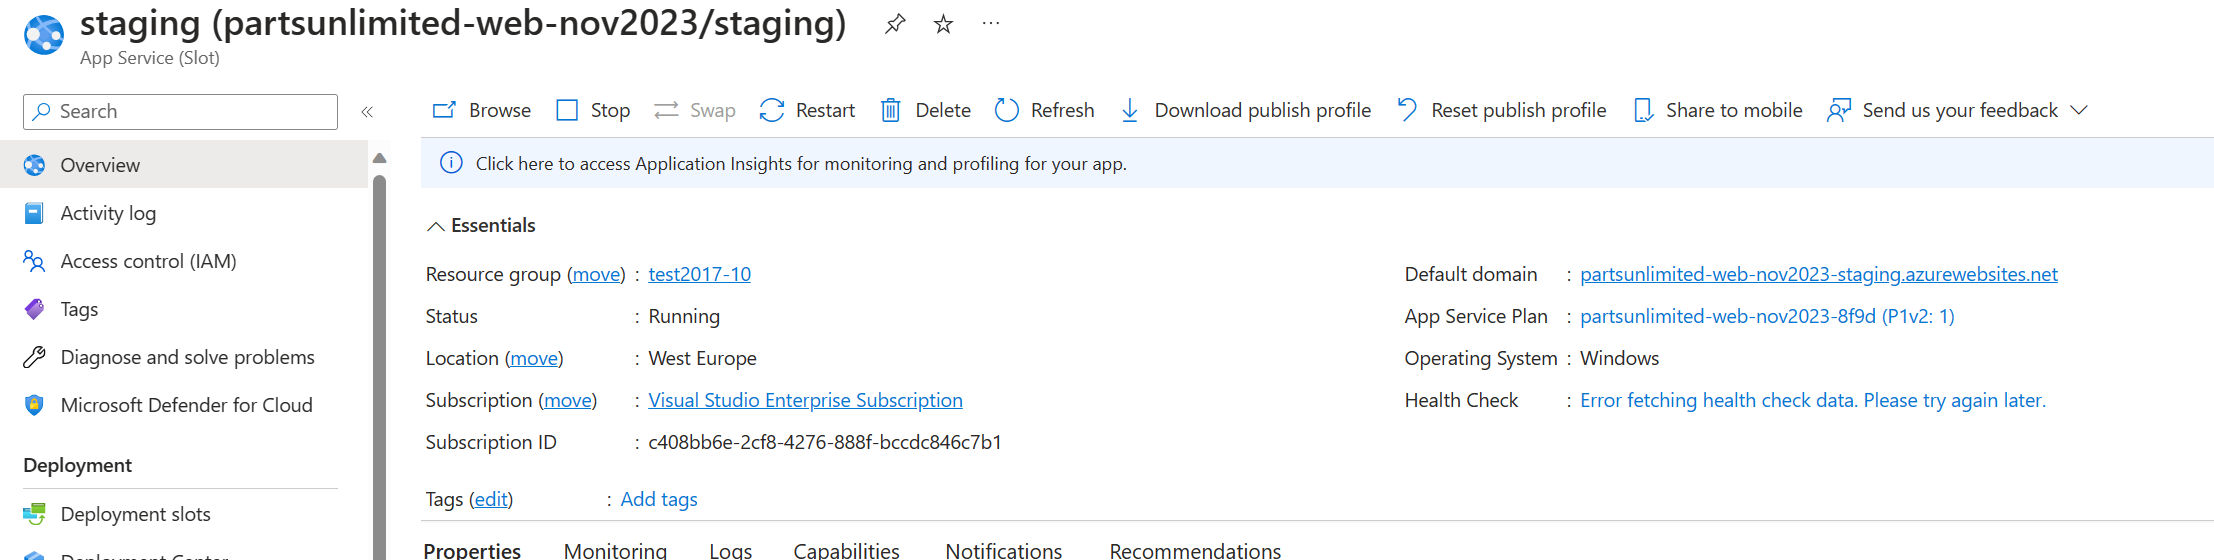 staging (partsunlimited-web-nov2023/staging)
App Service (Slot)
Search
Browse Stop Swap Restart Delete Refresh Download publish profile Reset publish profile Share to mobile Send us your feedback
Click here to access Application Insights for monitoring and profiling for your app.
Overview
Activity log
Access control (IAM)
Tags
Diagnose and solve problems
Microsoft Defender for Cloud
Deployment
Deployment slots
Deployment Center
Essentials
Resource group (move) : test2017-10
Status : Running
Location (move) : West Europe
Subscription (move) : Visual Studio Enterprise Subscription
Subscription ID : c408bb6e-2cf8-4276-888f-bccdc846c7b1
Default domain : partsunlimited-web-nov2023-staging.azurewebsites.net
App Service Plan : partsunlimited-web-nov2023-8f9d (P1v2: 1)
Operating System : Windows
Health Check : Error fetching health check data. Please try again later.
Tags (edit) : Add tags
Properties Monitoring Logs Capabilities Notifications Recommendations